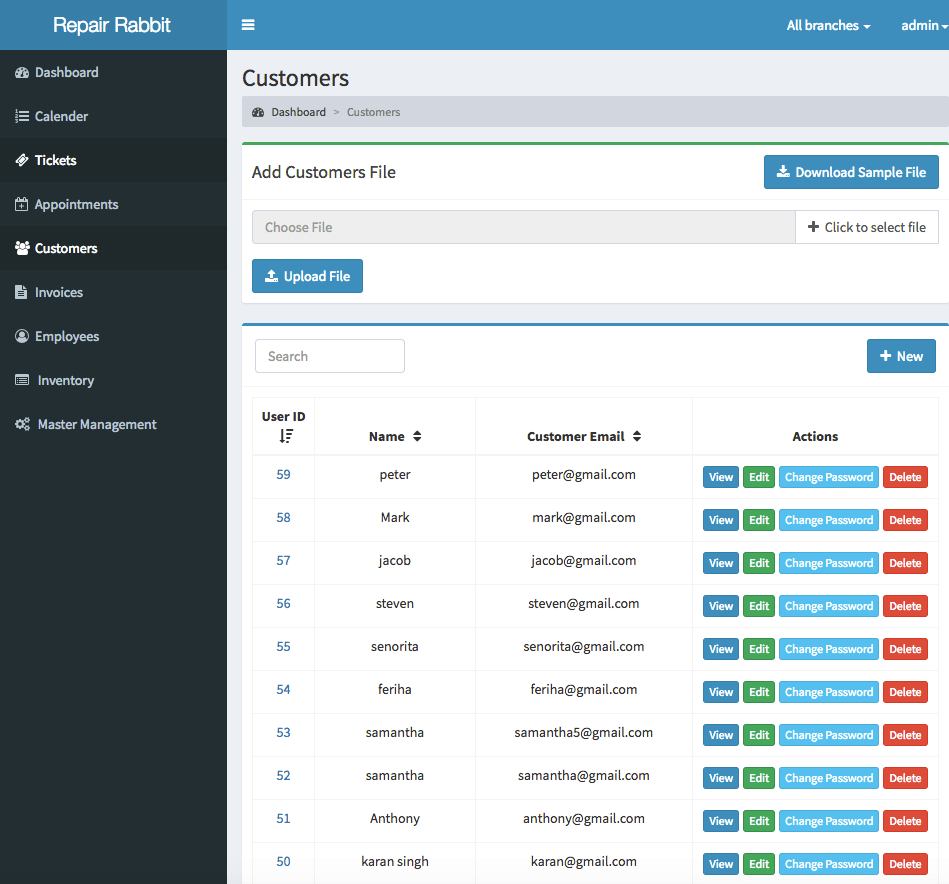 Repair Rabbit
All branches
admin
Dashboard
Calender
Tickets
Appointments
Customers
Invoices
Employees
Inventory
Master Management
Customers
Dashboard > Customers
Add Customers File
Download Sample File
Choose File
Click to select file
Upload File
Search
New
User ID Name Customer Email Actions
59 peter peter@gmail.com View Edit Change Password Delete
58 Mark mark@gmail.com View Edit Change Password Delete
57 jacob jacob@gmail.com View Edit Change Password Delete
56 steven steven@gmail.com View Edit Change Password Delete
55 senorita senorita@gmail.com View Edit Change Password Delete
54 feriha feriha@gmail.com View Edit Change Password Delete
53 samantha samantha5@gmail.com View Edit Change Password Delete
52 samantha samantha@gmail.com View Edit Change Password Delete
51 Anthony anthony@gmail.com View Edit Change Password Delete
50 karan singh karan@gmail.com View Edit Change Password Delete